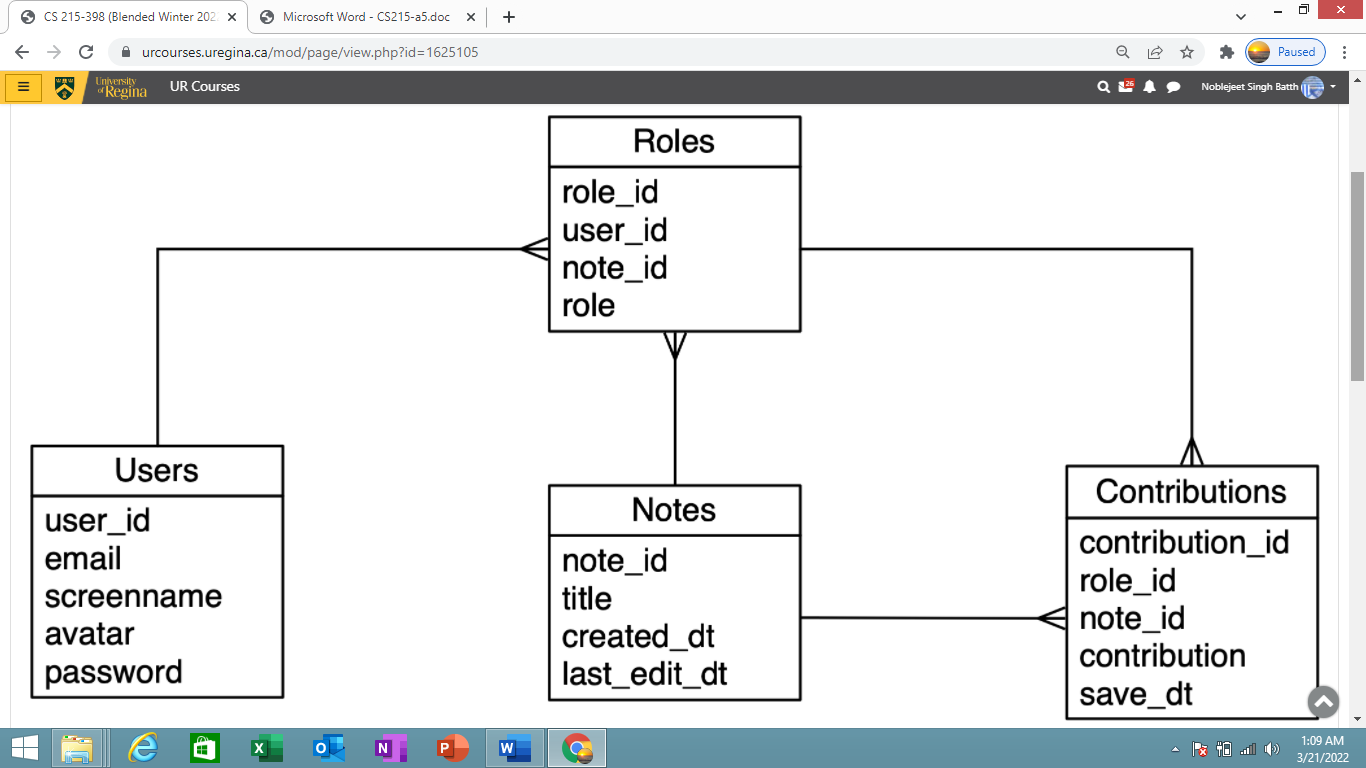 CS 215-398 (Blended Winter 202
Microsoft Word - CS215-a5.doc
urcourses.uregina.ca/mod/page/view.php?id=1625105
Paused
University
of Regina
UR Courses
26
Noblejeet Singh Batth
Roles
role_id
user_id
note_id
role
Users
user_id
email
screenname
avatar
password
Notes
note_id
title
created_dt
last_edit_dt
Contributions
contribution_id
role_id
note_id
contribution
save_dt
1:09 AM
3/21/2022